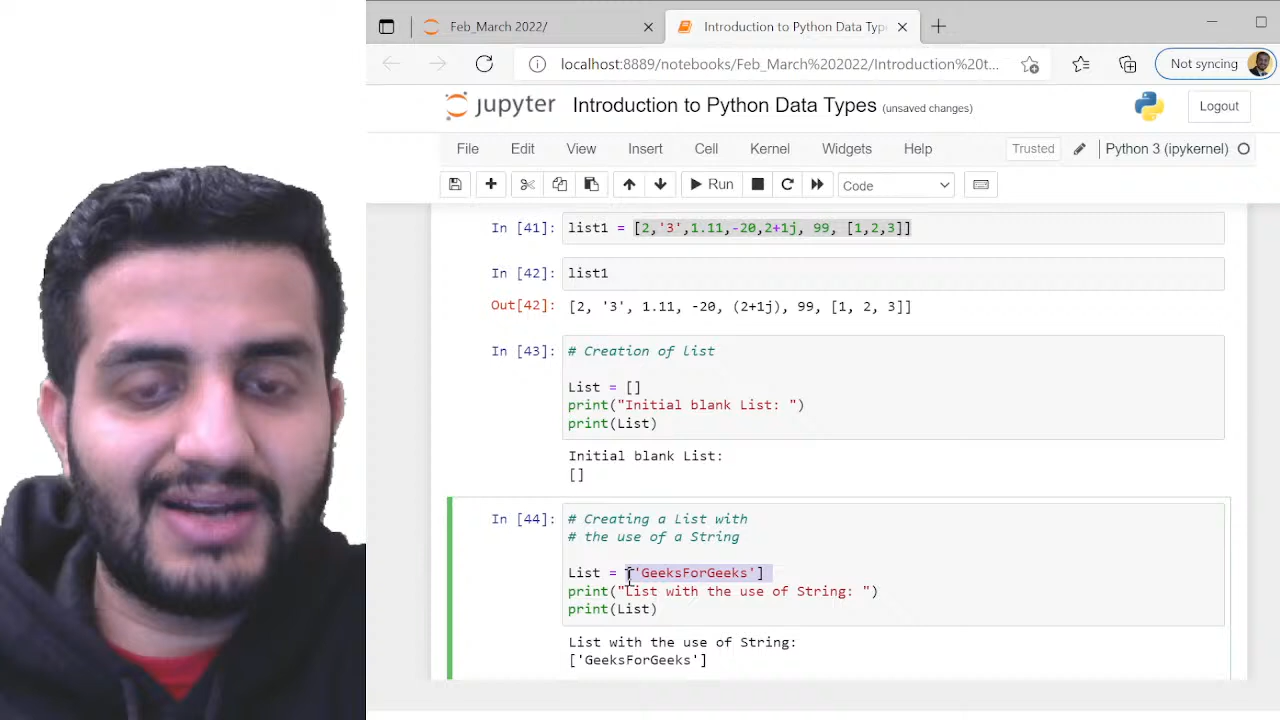 Feb_March 2022/
Introduction to Python Data Type
localhost:8889/notebooks/Feb_March%202022/Introduction%20t...
Not syncing
jupyter Introduction to Python Data Types (unsaved changes)
Logout
File Edit View Insert Cell Kernel Widgets Help
Trusted
Python 3 (ipykernel)
Run
Code
In [41]: list1 = [2,'3',1.11,-20,2+1j, 99, [1,2,3]]
In [42]: list1
Out[42]: [2, '3', 1.11, -20, (2+1j), 99, [1, 2, 3]]
In [43]: # Creation of list
List = []
print("Initial blank List: ")
print(List)
Initial blank List:
[]
In [44]: # Creating a List with
# the use of a String
List = ['GeeksForGeeks']
print("List with the use of String: ")
print(List)
List with the use of String:
['GeeksForGeeks']